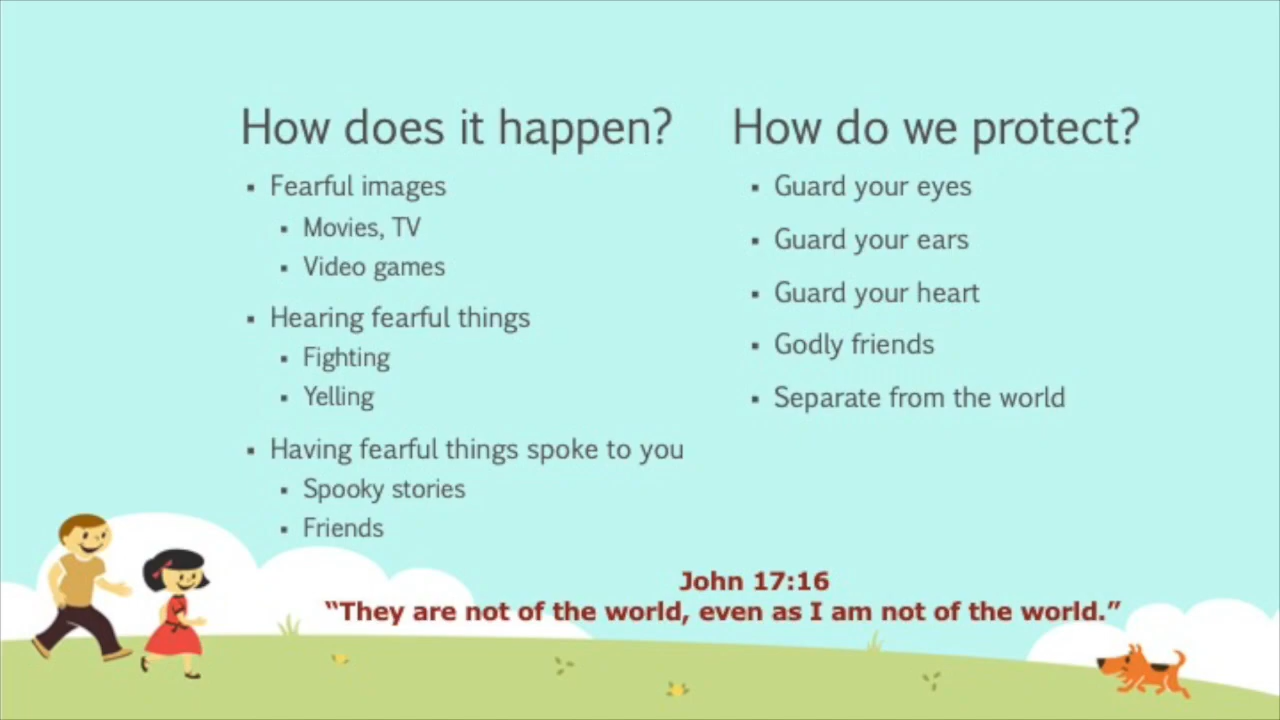 How does it happen?
▪ Fearful images
▪ Movies, TV
▪ Video games
▪ Hearing fearful things
▪ Fighting
▪ Yelling
▪ Having fearful things spoke to you
▪ Spooky stories
▪ Friends
How do we protect?
▪ Guard your eyes
▪ Guard your ears
▪ Guard your heart
▪ Godly friends
▪ Separate from the world
John 17:16
“They are not of the world, even as I am not of the world.”